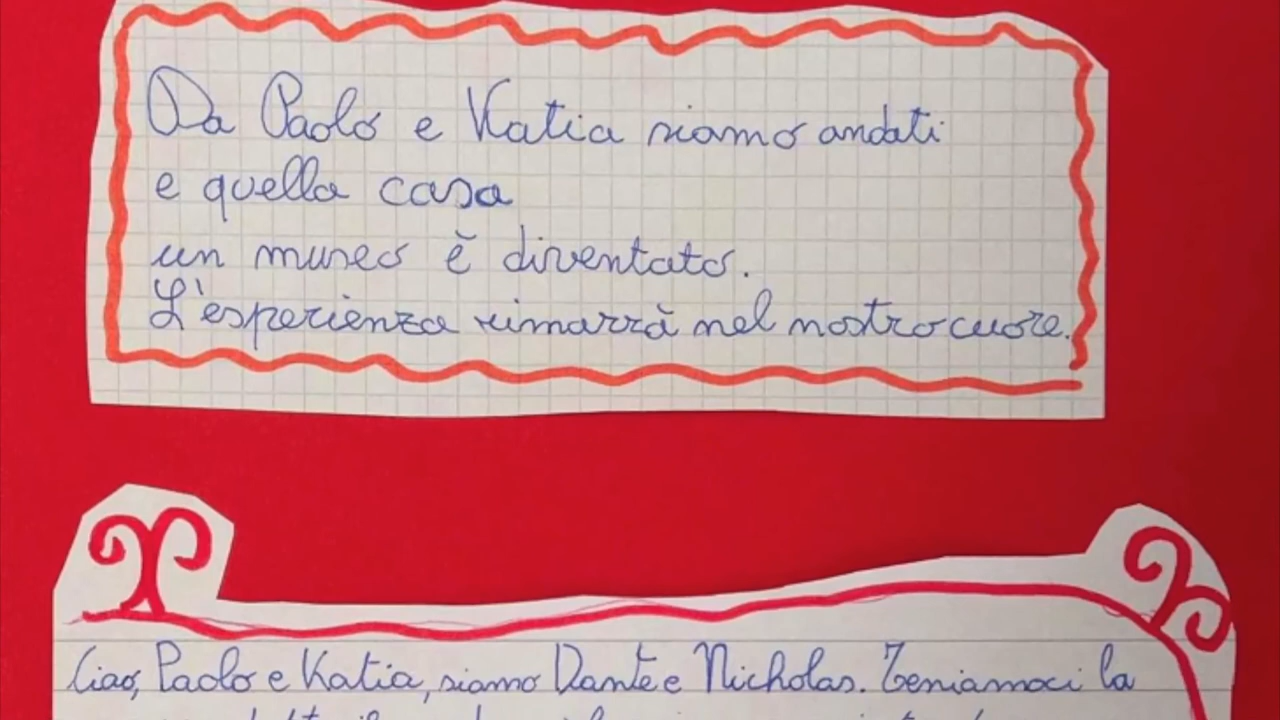 Da Paolo e Katia siamo andati
e quella casa
un museo è diventato.
L'esperienza rimarrà nel nostro cuore.
Ciao, Paolo e Katia, siamo Dante e Nicholas. Teniamoci la